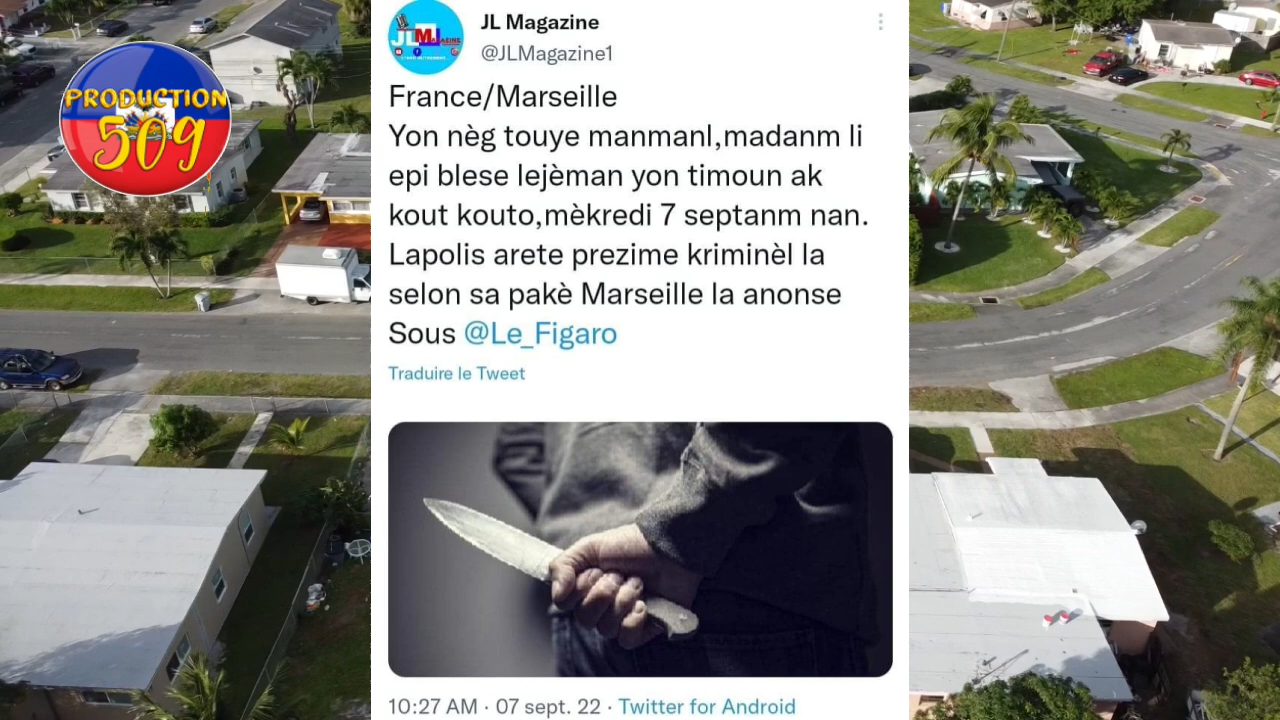 PRODUCTION
509
JL Magazine
@JLMagazine1
France/Marseille
Yon nèg touye manmanl,madanm li
epi blese lejèman yon timoun ak
kout kouto,mèkredi 7 septanm nan.
Lapolis arete prezime kriminèl la
selon sa pakè Marseille la anonse
Sous @Le_Figaro
Traduire le Tweet
10:27 AM · 07 sept. 22 · Twitter for Android